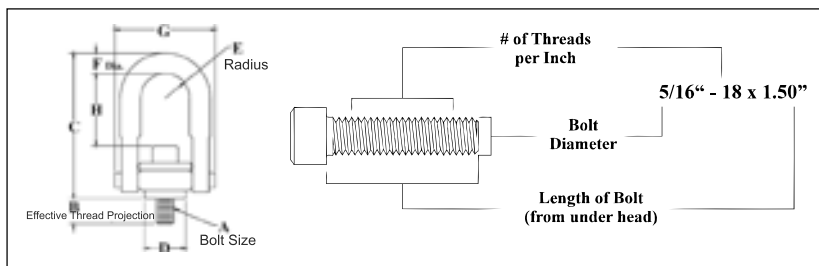 G
E
Radius
F Dia.
H
C
B
Effective Thread Projection
A
Bolt Size
D
# of Threads
per Inch
5/16“ - 18 x 1.50”
Bolt
Diameter
Length of Bolt
(from under head)